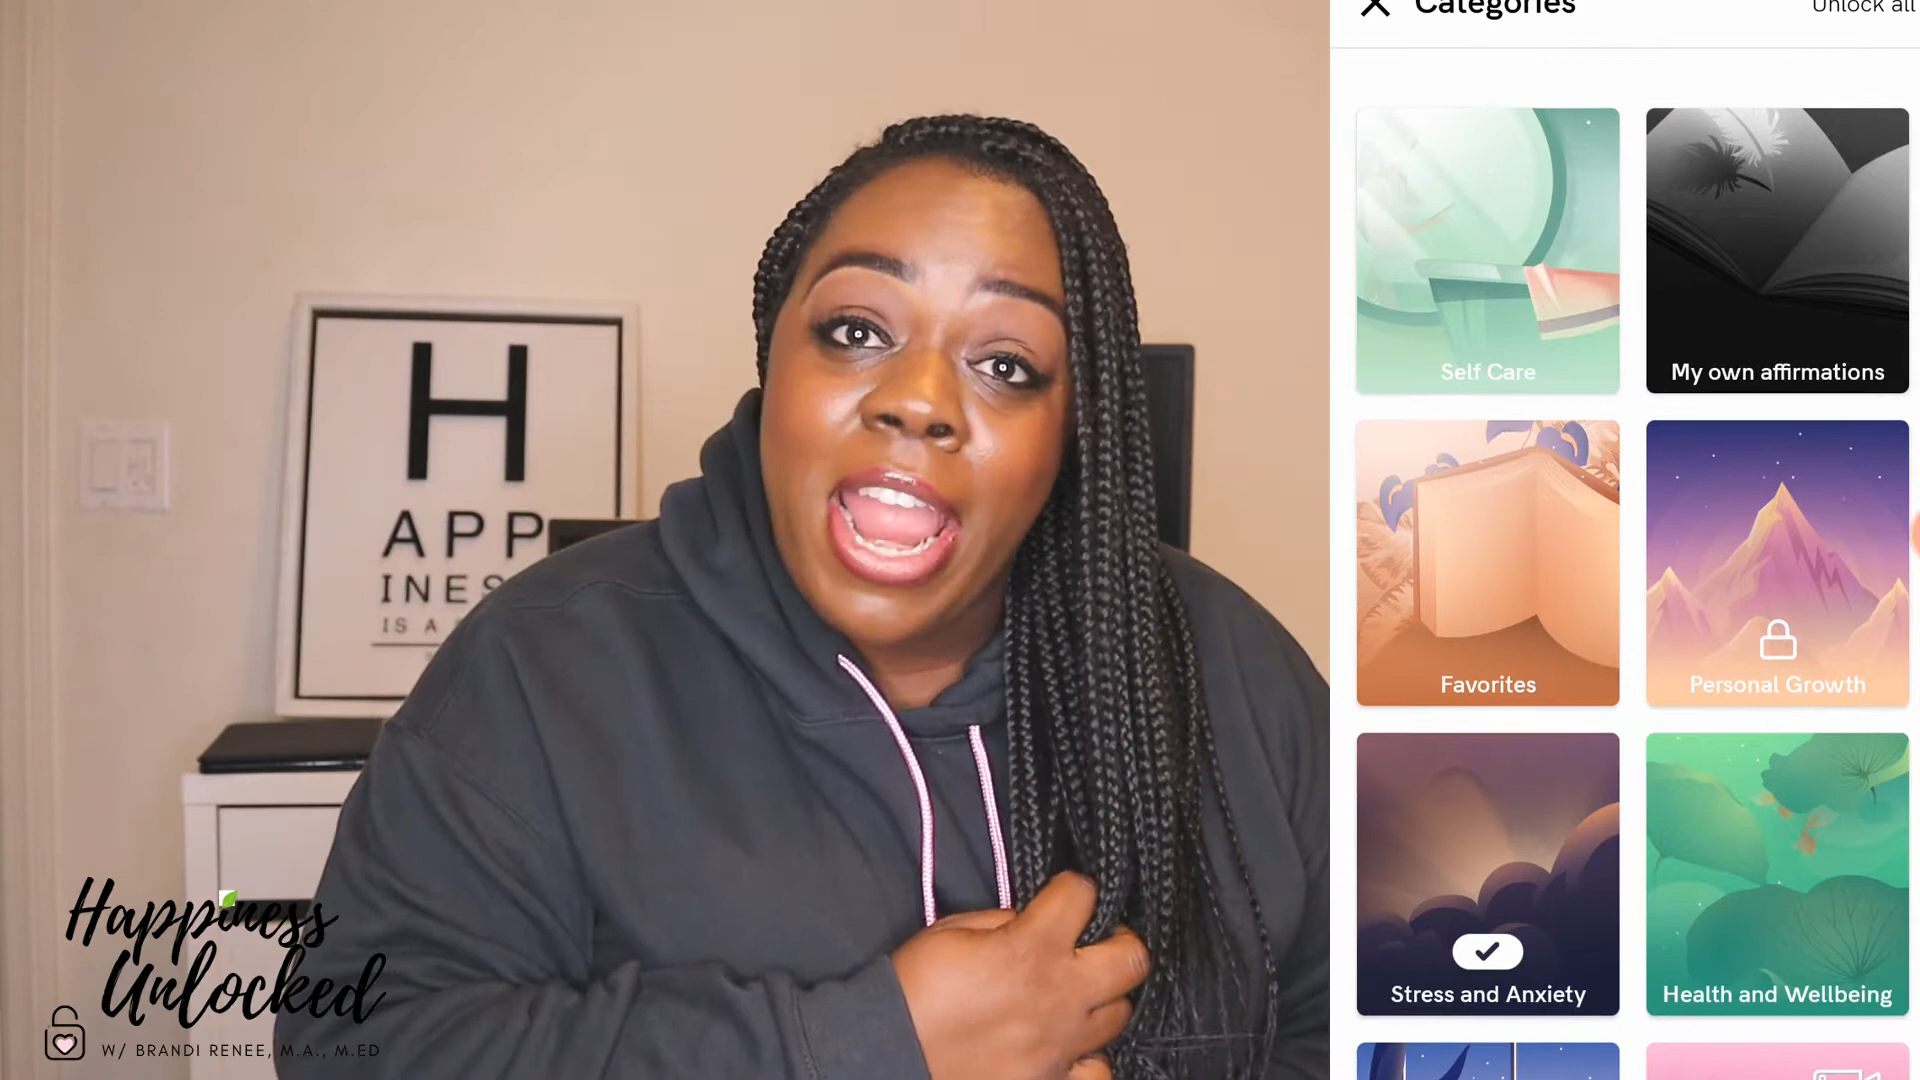 H
APP
INES
IS A
Happiness
Unlocked
W/ BRANDI RENEE, M.A., M.ED
Categories
Unlock all
Self Care
My own affirmations
Favorites
Personal Growth
Stress and Anxiety
Health and Wellbeing